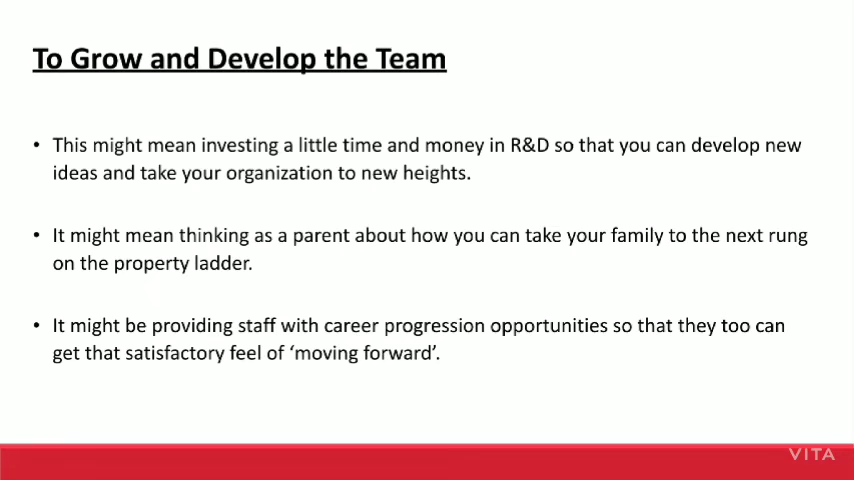 To Grow and Develop the Team
• This might mean investing a little time and money in R&D so that you can develop new
ideas and take your organization to new heights.
• It might mean thinking as a parent about how you can take your family to the next rung
on the property ladder.
• It might be providing staff with career progression opportunities so that they too can
get that satisfactory feel of ‘moving forward’.
VITA